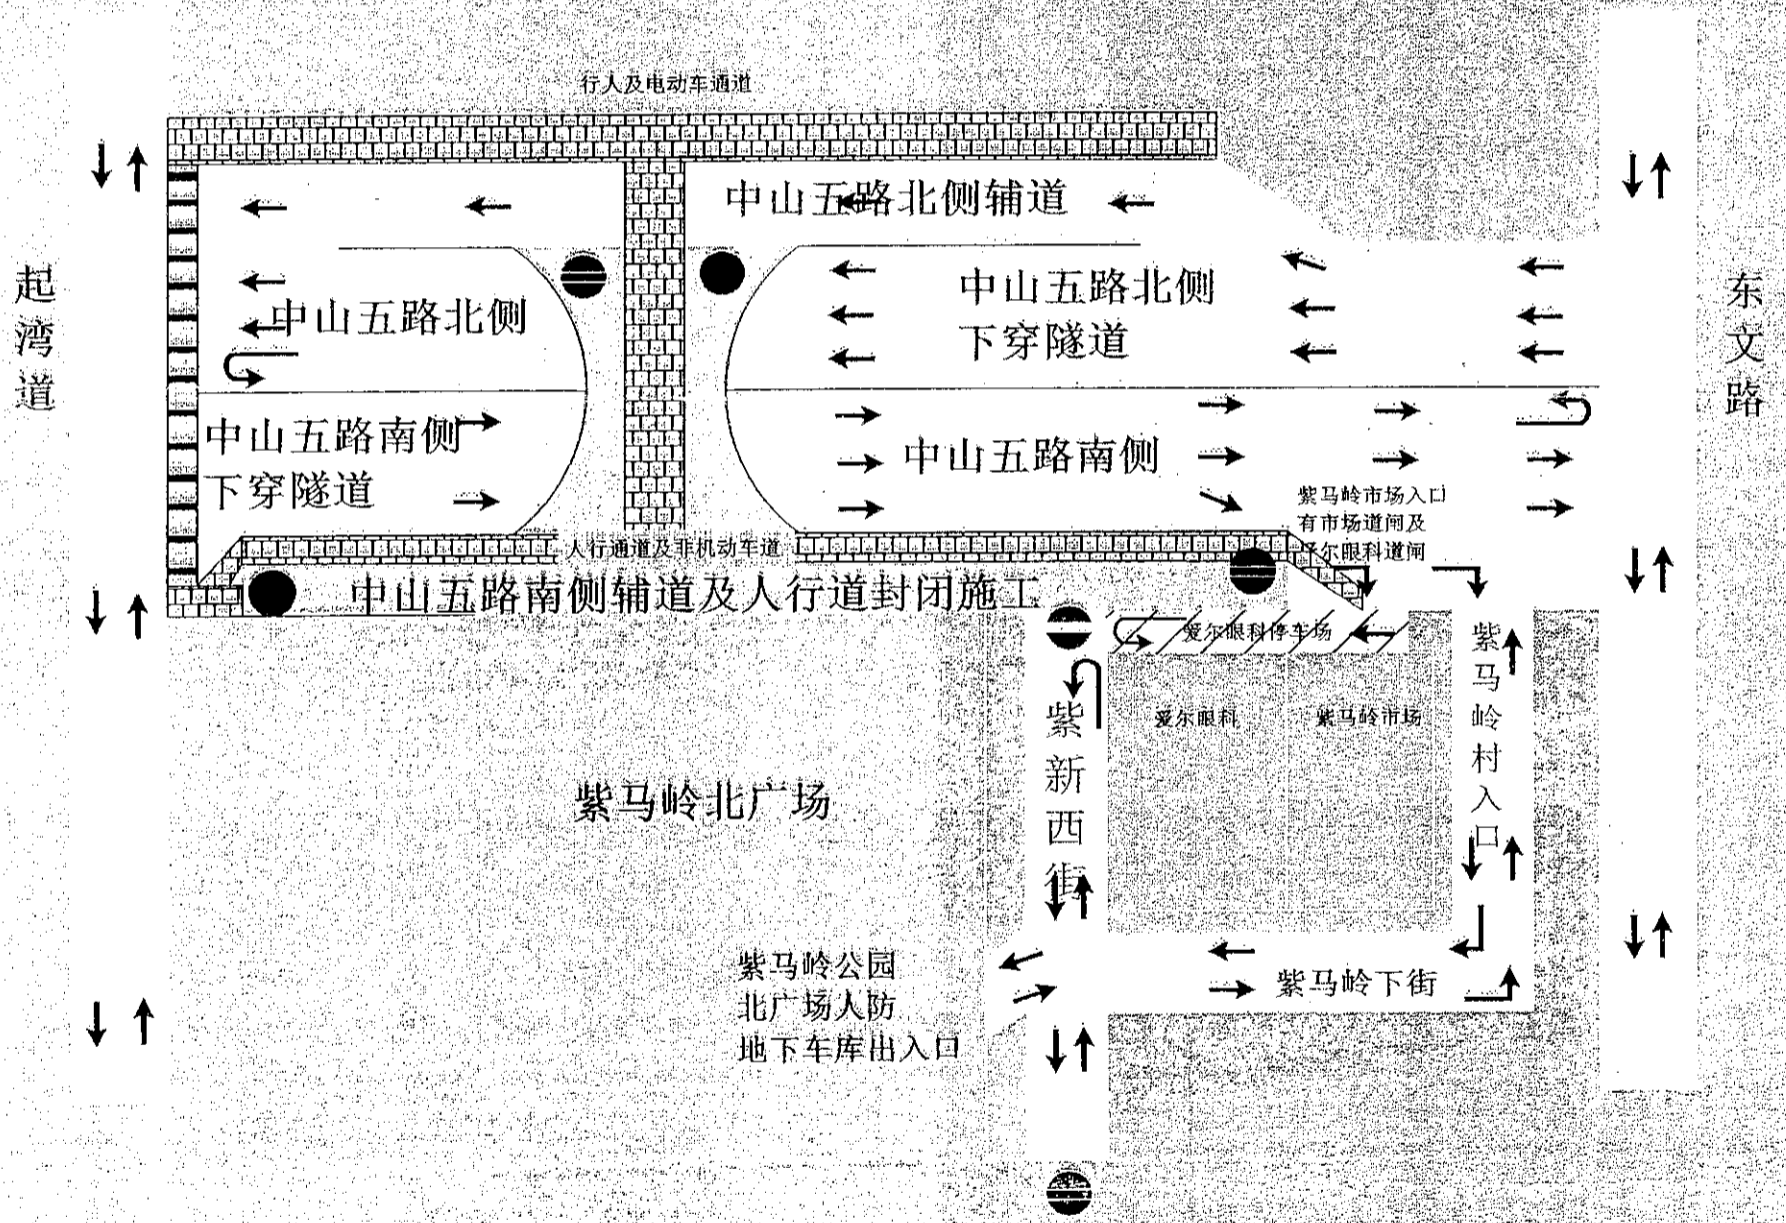 行人及电动车通道
中山五路北侧辅道
起湾道
中山五路北侧
中山五路北侧
下穿隧道
东文路
中山五路南侧
下穿隧道
中山五路南侧
紫马岭市场入口
有市场道闸及
爱尔眼科道闸
人行通道及非机动车道
中山五路南侧辅道及人行道封闭施工
爱尔眼科停车场
紫马岭村入口
爱尔眼科
紫马岭市场
紫新西街
紫马岭北广场
紫马岭公园
北广场人防
地下车库出入口
紫马岭下街